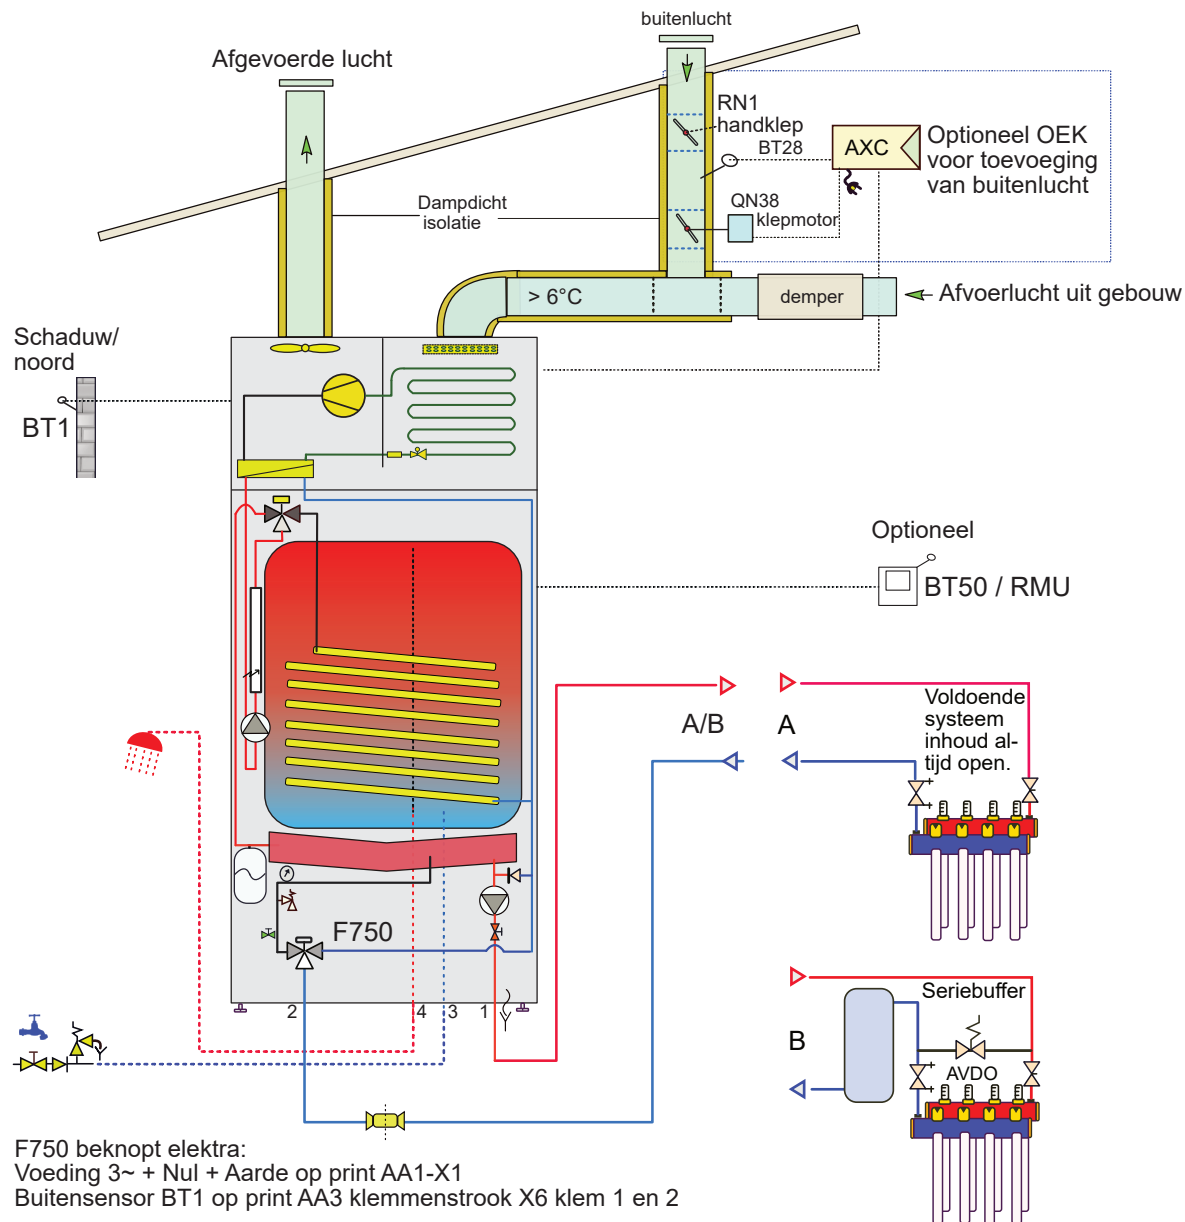 buitenlucht
Afgevoerde lucht
RN1
handklep
BT28
AXC
Optioneel OEK
voor toevoeging
van buitenlucht
Dampdicht
isolatie
QN38
klepmotor
> 6°C
demper
Afvoerlucht uit gebouw
Schaduw/
noord
BT1
Optioneel
BT50 / RMU
A/B
A
Voldoende
systeem
inhoud al-
tijd open.
F750
2
4
3
1
Seriebuffer
B
AVDO
F750 beknopt elektra:
Voeding 3~ + Nul + Aarde op print AA1-X1
Buitensensor BT1 op print AA3 klemmenstrook X6 klem 1 en 2